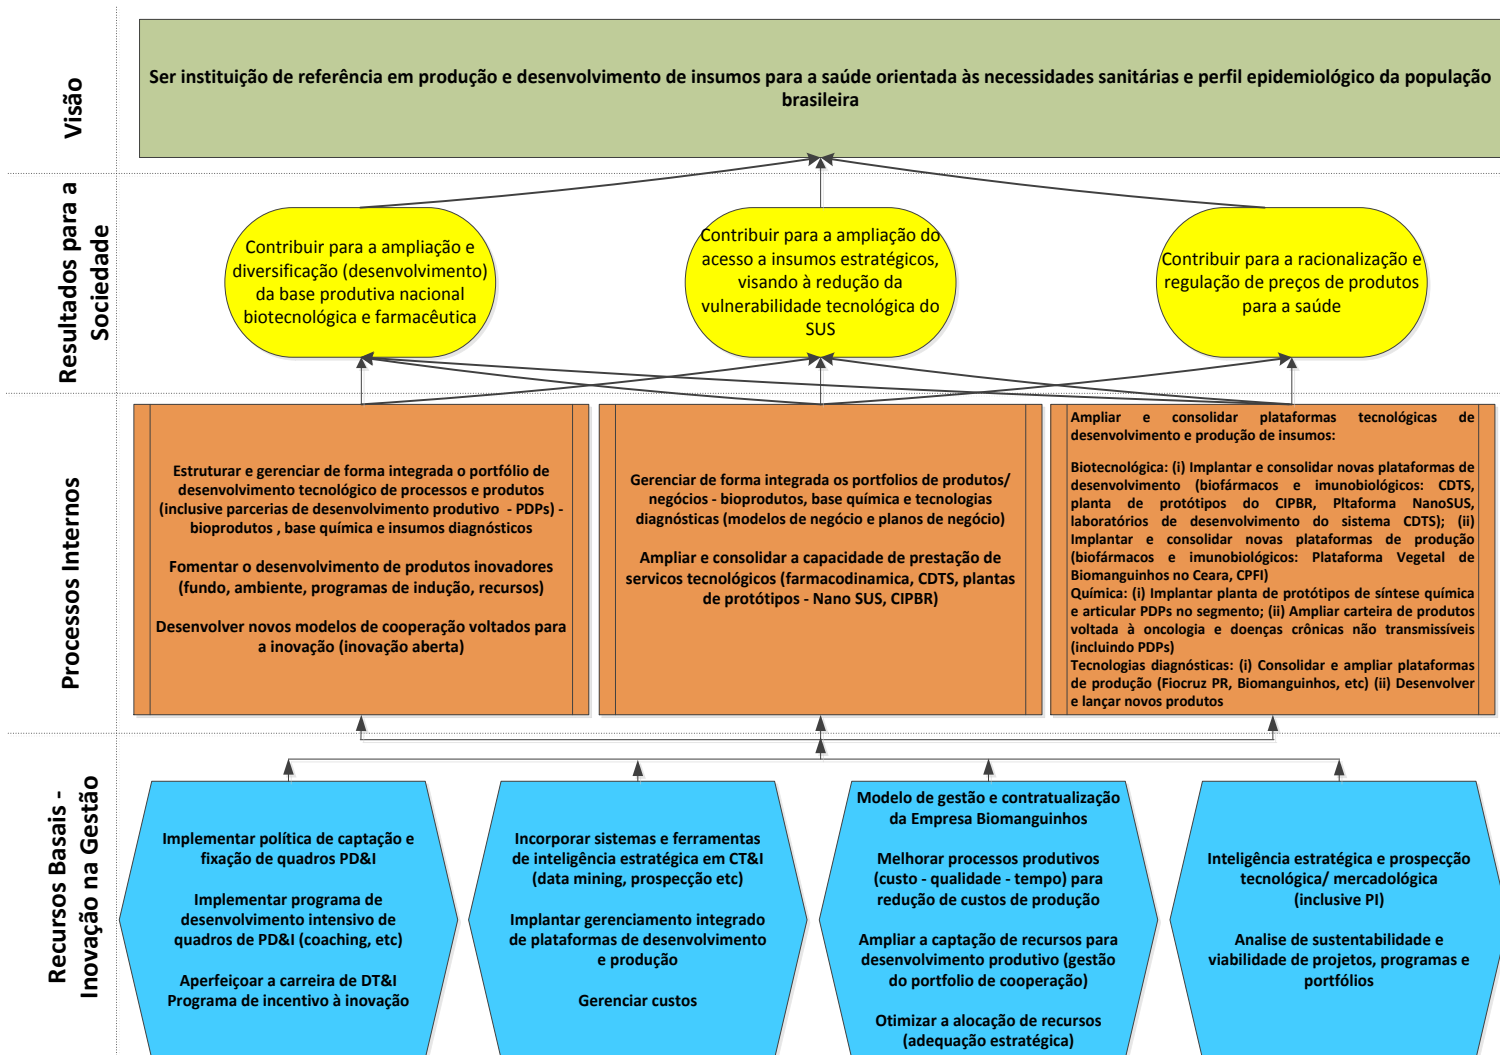 Visão
Ser instituição de referência em produção e desenvolvimento de insumos para a saúde orientada às necessidades sanitárias e perfil epidemiológico da população
brasileira
Resultados para a
Sociedade
Contribuir para a ampliação e
diversificação (desenvolvimento)
da base produtiva nacional
biotecnológica e farmacêutica
Contribuir para a ampliação do
acesso a insumos estratégicos,
visando à redução da
vulnerabilidade tecnológica do
SUS
Contribuir para a racionalização e
regulação de preços de produtos
para a saúde
Processos Internos
Estruturar e gerenciar de forma integrada o portfólio de
desenvolvimento tecnológico de processos e produtos
(inclusive parcerias de desenvolvimento produtivo - PDPs) -
bioprodutos , base química e insumos diagnósticos
Fomentar o desenvolvimento de produtos inovadores
(fundo, ambiente, programas de indução, recursos)
Desenvolver novos modelos de cooperação voltados para
a inovação (inovação aberta)
Gerenciar de forma integrada os portfolios de produtos/
negócios - bioprodutos, base química e tecnologias
diagnósticas (modelos de negócio e planos de negócio)
Ampliar e consolidar a capacidade de prestação de
servicos tecnológicos (farmacodinamica, CDTS, plantas
de protótipos - Nano SUS, CIPBR)
Ampliar e consolidar plataformas tecnológicas de
desenvolvimento e produção de insumos:
Biotecnológica: (i) Implantar e consolidar novas plataformas de
desenvolvimento (biofármacos e imunobiológicos: CDTS,
planta de protótipos do CIPBR, Pltaforma NanoSUS,
laboratórios de desenvolvimento do sistema CDTS); (ii)
Implantar e consolidar novas plataformas de produção
(biofármacos e imunobiológicos: Plataforma Vegetal de
Biomanguinhos no Ceara, CPFI)
Química: (i) Implantar planta de protótipos de síntese química
e articular PDPs no segmento; (ii) Ampliar carteira de produtos
voltada à oncologia e doenças crônicas não transmissíveis
(incluindo PDPs)
Tecnologias diagnósticas: (i) Consolidar e ampliar plataformas
de produção (Fiocruz PR, Biomanguinhos, etc) (ii) Desenvolver
e lançar novos produtos
Recursos Basais -
Inovação na Gestão
Implementar política de captação e
fixação de quadros PD&I
Implementar programa de
desenvolvimento intensivo de
quadros de PD&I (coaching, etc)
Aperfeiçoar a carreira de DT&I
Programa de incentivo à inovação
Incorporar sistemas e ferramentas
de inteligência estratégica em CT&I
(data mining, prospecção etc)
Implantar gerenciamento integrado
de plataformas de desenvolvimento
e produção
Gerenciar custos
Modelo de gestão e contratualização
da Empresa Biomanguinhos
Melhorar processos produtivos
(custo - qualidade - tempo) para
redução de custos de produção
Ampliar a captação de recursos para
desenvolvimento produtivo (gestão
do portfolio de cooperação)
Otimizar a alocação de recursos
(adequação estratégica)
Inteligência estratégica e prospecção
tecnológica/ mercadológica
(inclusive PI)
Analise de sustentabilidade e
viabilidade de projetos, programas e
portfólios